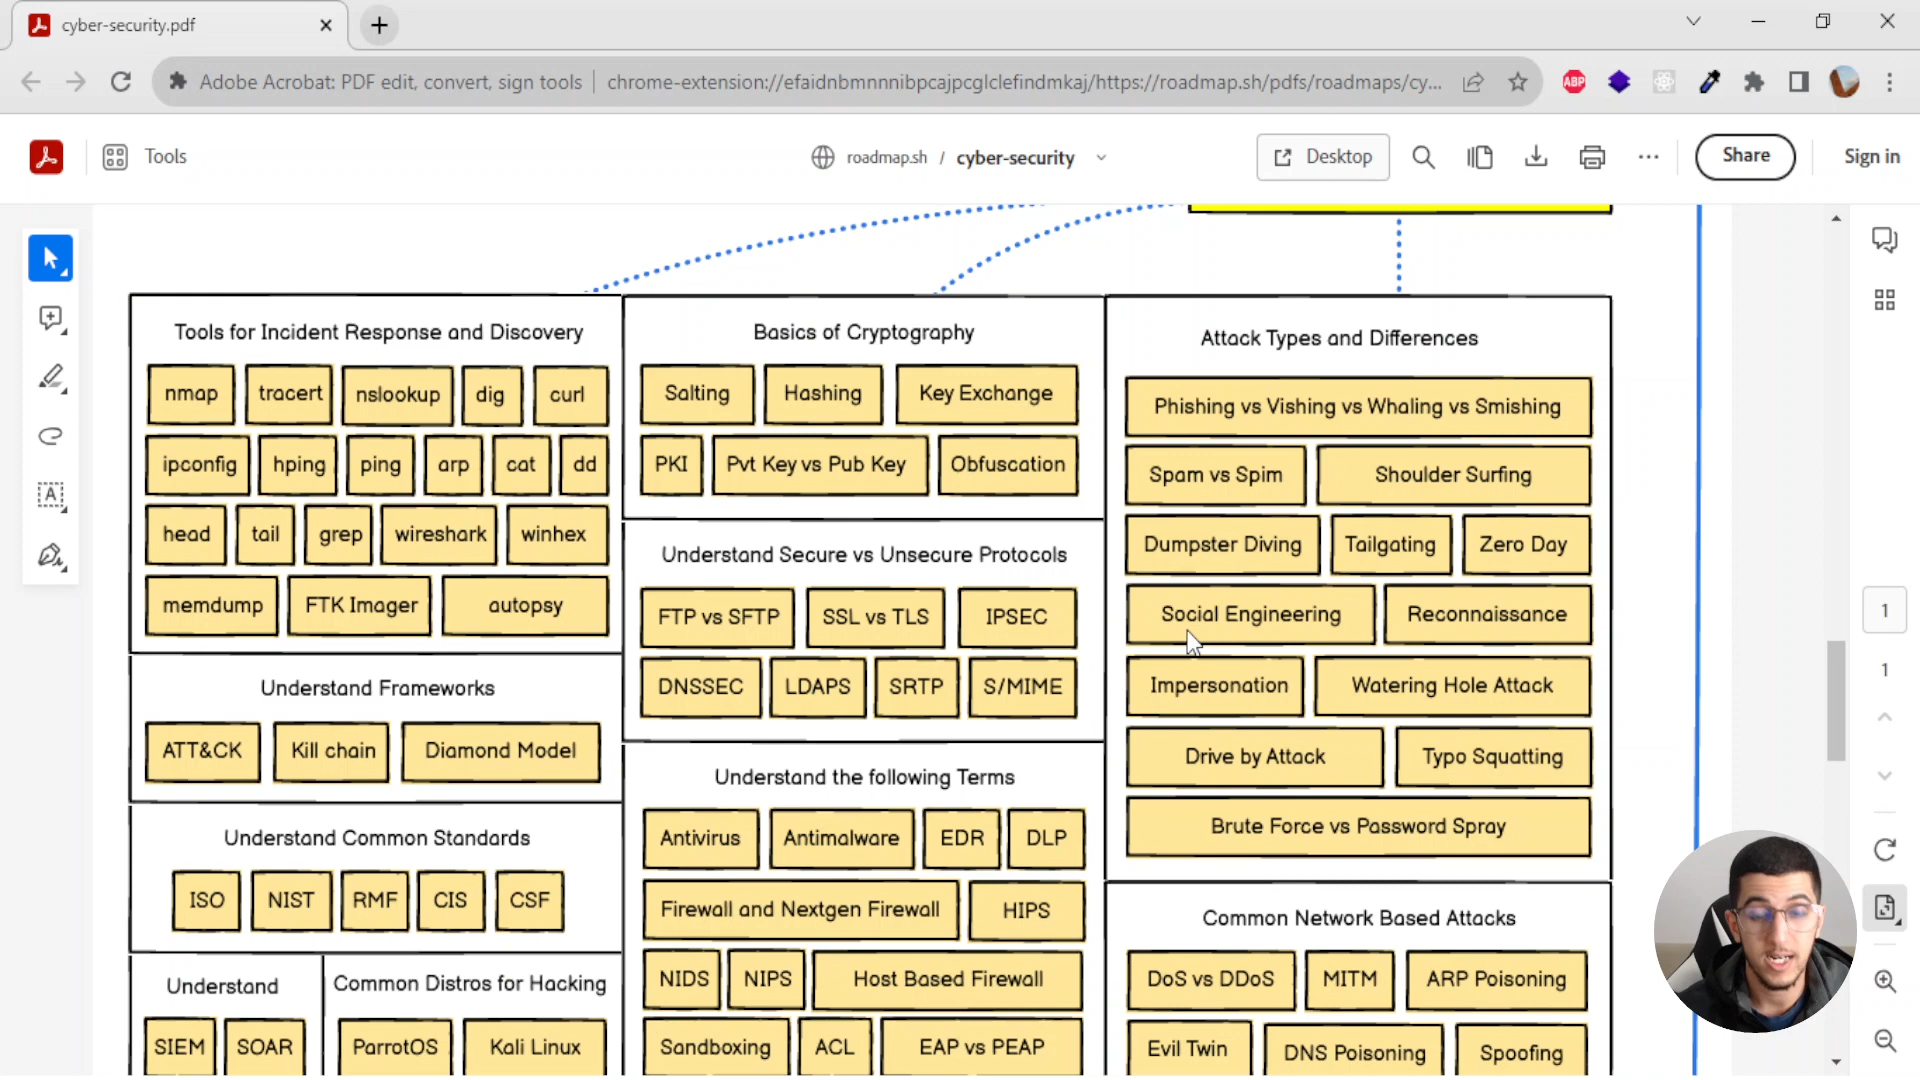 cyber-security.pdf
Adobe Acrobat: PDF edit, convert, sign tools
chrome-extension://efaidnbmnnnibpcajpcglclefindmkaj/https://roadmap.sh/pdfs/roadmaps/cy...
ABP
Tools
roadmap.sh / cyber-security
Desktop
Share
Sign in
Tools for Incident Response and Discovery
nmap tracert nslookup dig curl
ipconfig hping ping arp cat dd
head tail grep wireshark winhex
memdump FTK Imager autopsy
Understand Frameworks
ATT&CK Kill chain Diamond Model
Understand Common Standards
ISO NIST RMF CIS CSF
Understand
SIEM SOAR
Common Distros for Hacking
ParrotOS Kali Linux
Basics of Cryptography
Salting Hashing Key Exchange
PKI Pvt Key vs Pub Key Obfuscation
Understand Secure vs Unsecure Protocols
FTP vs SFTP SSL vs TLS IPSEC
DNSSEC LDAPS SRTP S/MIME
Understand the following Terms
Antivirus Antimalware EDR DLP
Firewall and Nextgen Firewall HIPS
NIDS NIPS Host Based Firewall
Sandboxing ACL EAP vs PEAP
Attack Types and Differences
Phishing vs Vishing vs Whaling vs Smishing
Spam vs Spim Shoulder Surfing
Dumpster Diving Tailgating Zero Day
Social Engineering Reconnaissance
Impersonation Watering Hole Attack
Drive by Attack Typo Squatting
Brute Force vs Password Spray
Common Network Based Attacks
DoS vs DDoS MITM ARP Poisoning
Evil Twin DNS Poisoning Spoofing
1
1